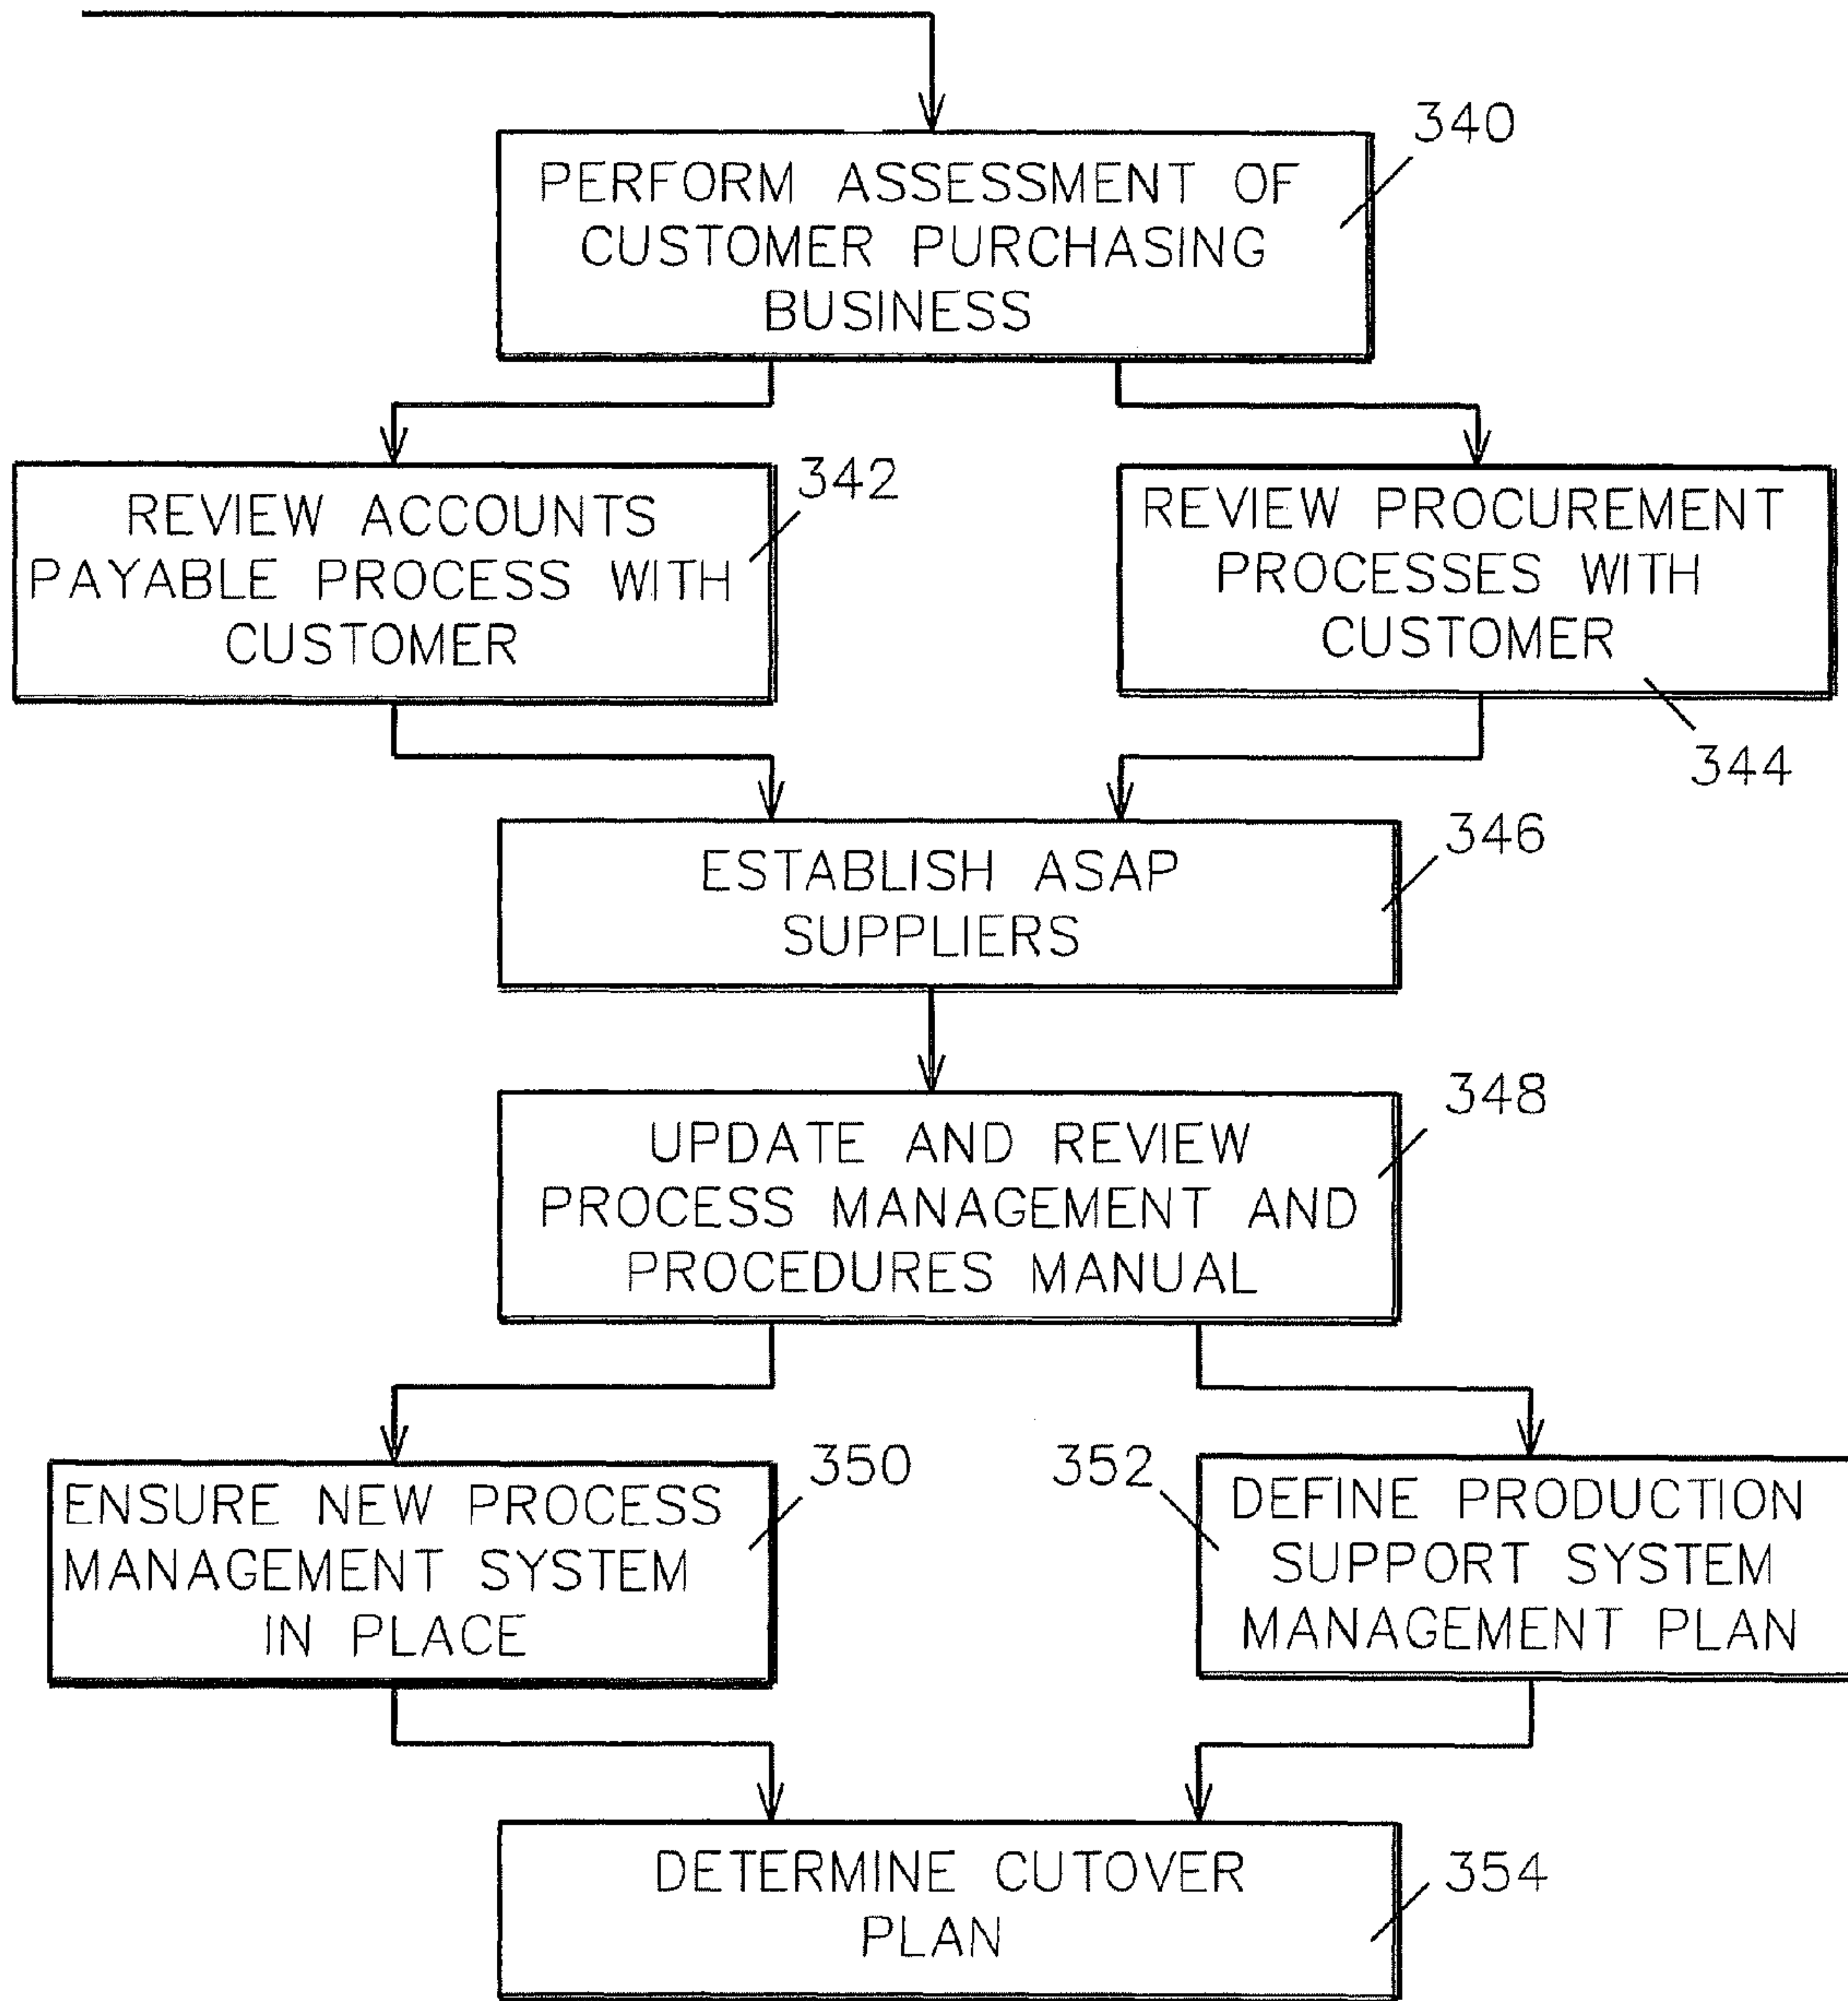 340
PERFORM ASSESSMENT OF
CUSTOMER PURCHASING
BUSINESS
342
REVIEW ACCOUNTS
PAYABLE PROCESS WITH
CUSTOMER
REVIEW PROCUREMENT
PROCESSES WITH
CUSTOMER
344
346
ESTABLISH ASAP
SUPPLIERS
348
UPDATE AND REVIEW
PROCESS MANAGEMENT AND
PROCEDURES MANUAL
350
ENSURE NEW PROCESS
MANAGEMENT SYSTEM
IN PLACE
352
DEFINE PRODUCTION
SUPPORT SYSTEM
MANAGEMENT PLAN
DETERMINE CUTOVER
PLAN
354